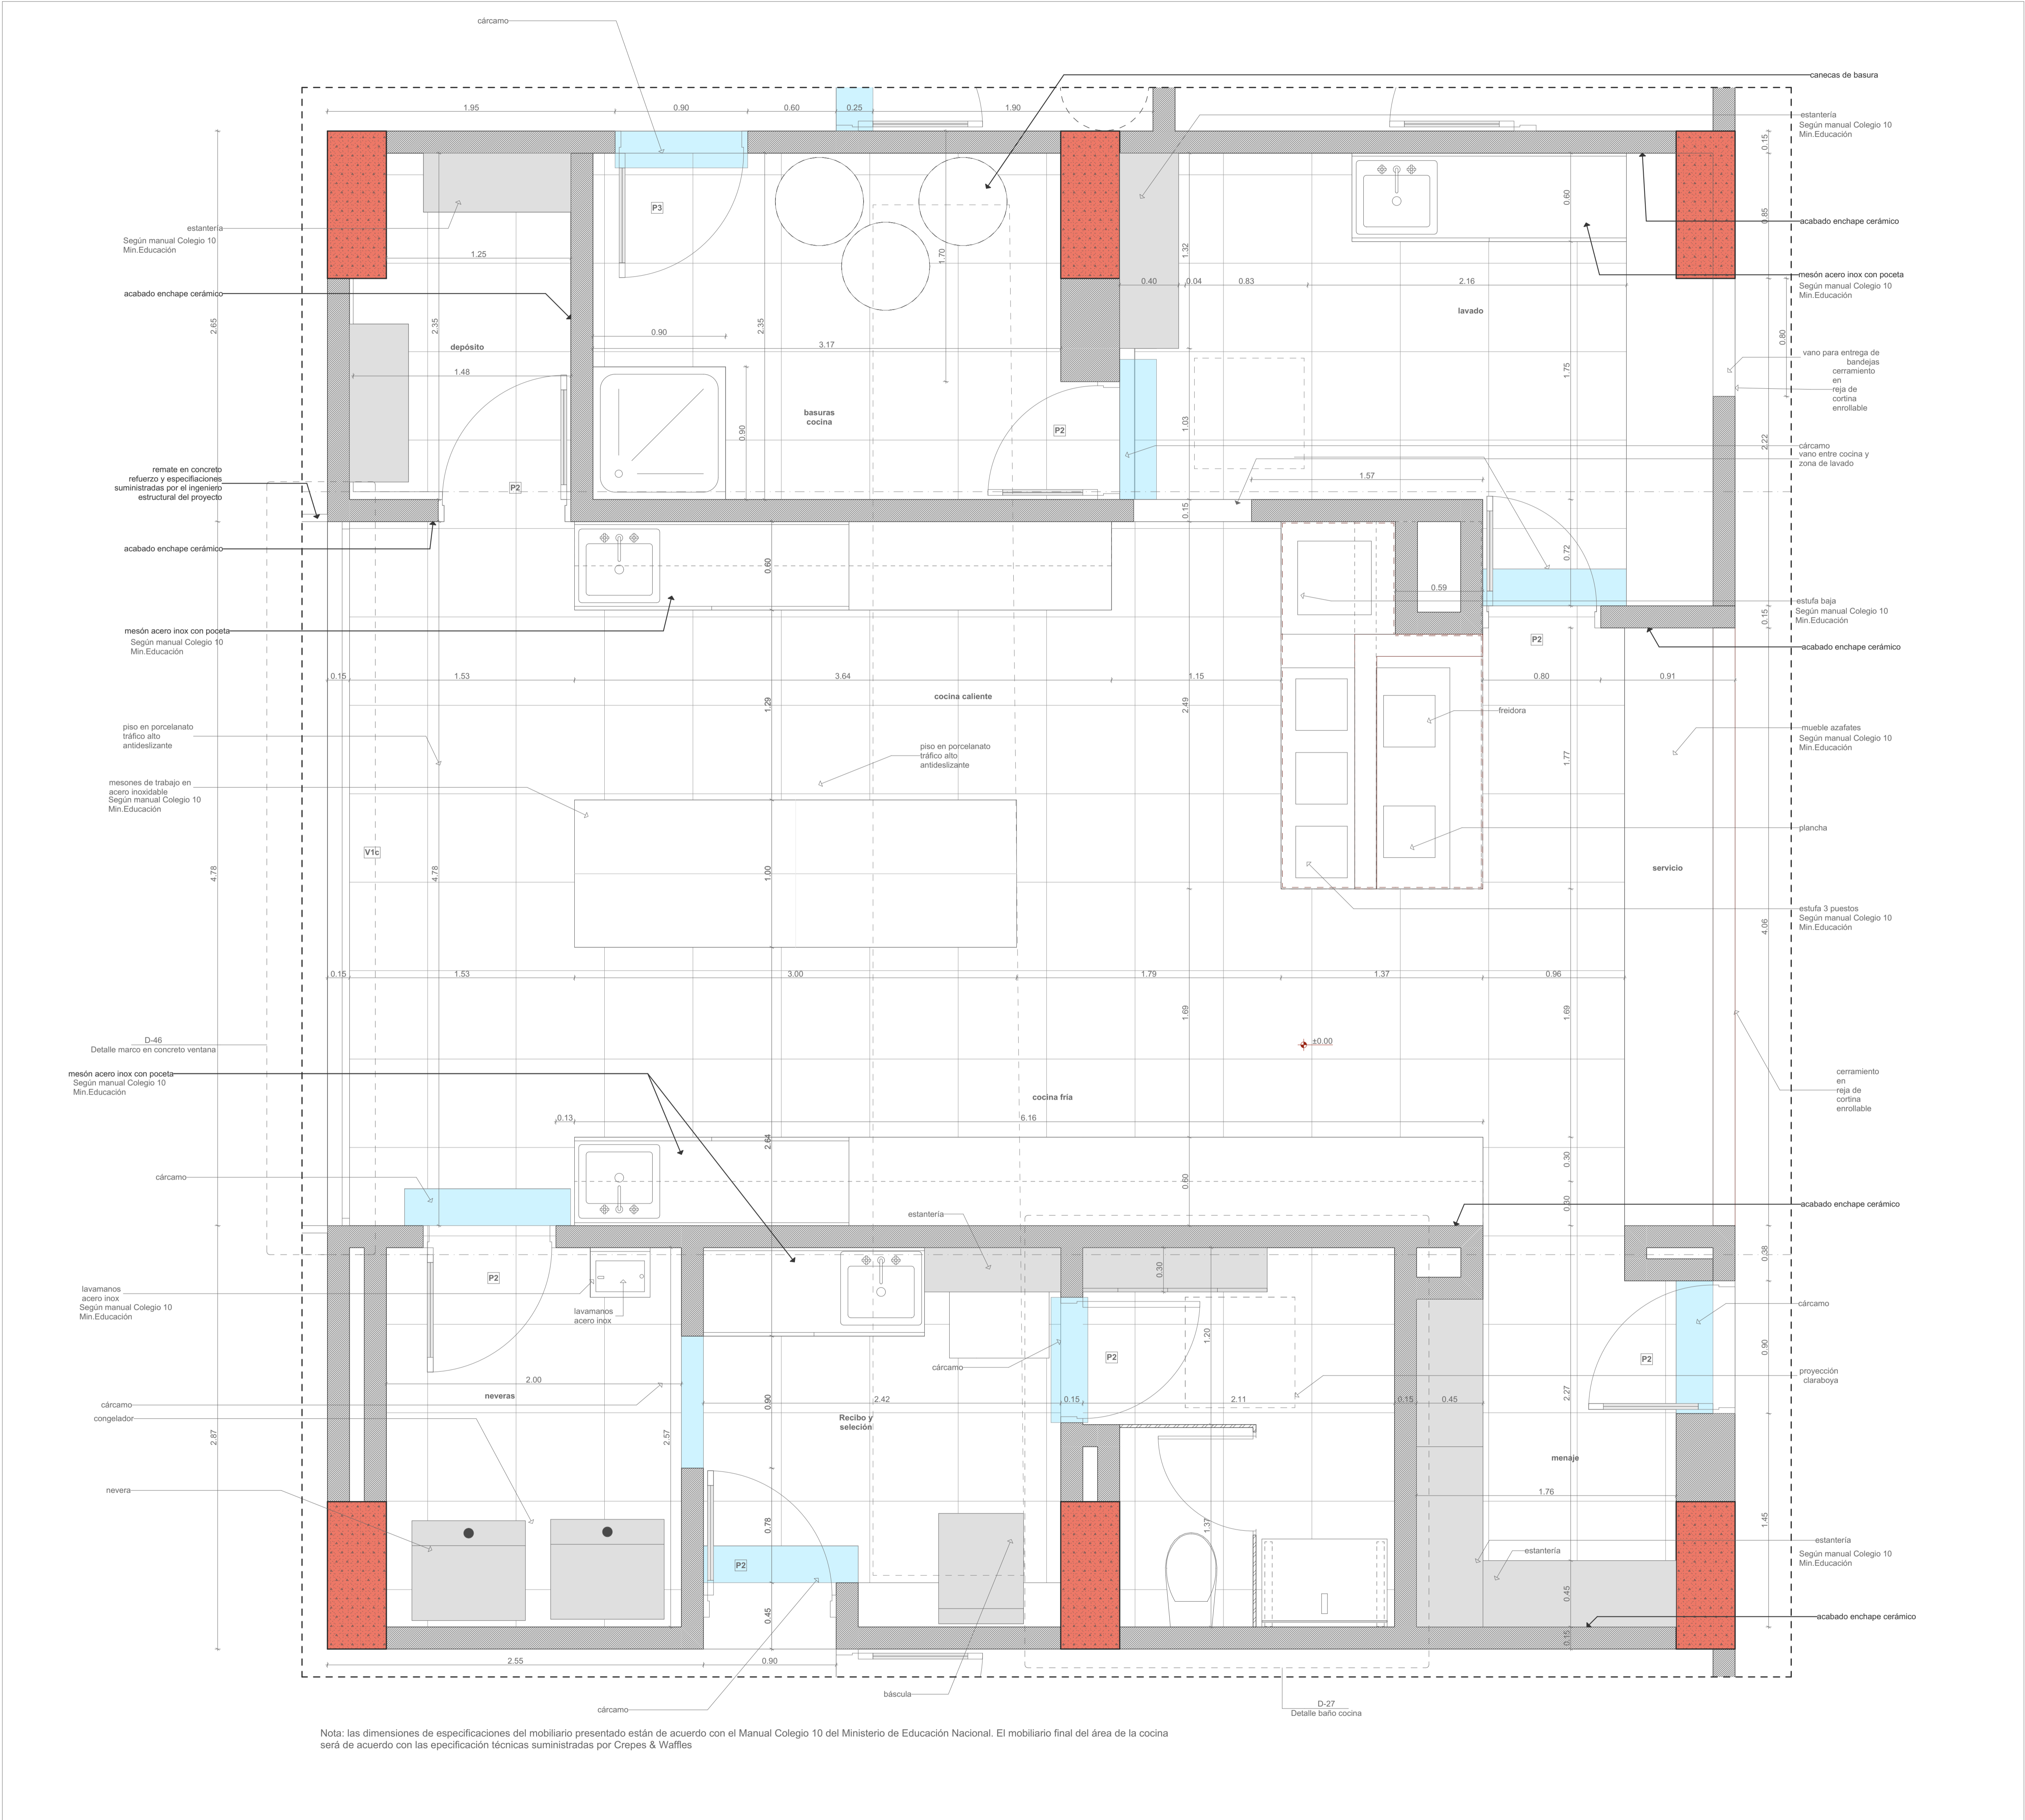 cárcamo
canecas de basura
1.95
0.90
0.60
0.25
1.90
estantería
Según manual Colegio 10
Min.Educación
0.15
P3
0.60
0.85
acabado enchape cerámico
estantería
Según manual Colegio 10
Min.Educación
1.25
1.70
1.32
mesón acero inox con poceta
Según manual Colegio 10
Min.Educación
0.40
0.04
0.83
2.16
acabado enchape cerámico
lavado
2.65
2.35
0.90
2.35
3.17
0.80
depósito
1.48
1.75
vano para entrega de
bandejas
cerramiento
en
reja de
cortina
enrollable
basuras
cocina
0.90
1.03
P2
2.22
cárcamo
vano entre cocina y
zona de lavado
remate en concreto
refuerzo y especifiaciones
suministradas por el ingeniero
estructural del proyecto
P2
1.57
0.15
acabado enchape cerámico
0.60
0.72
0.59
estufa baja
Según manual Colegio 10
Min.Educación
0.15
mesón acero inox con poceta
Según manual Colegio 10
Min.Educación
P2
acabado enchape cerámico
0.15
1.53
3.64
1.15
0.80
0.91
cocina caliente
1.29
2.49
freidora
piso en porcelanato
tráfico alto
antideslizante
piso en porcelanato
tráfico alto
antideslizante
mueble azafates
Según manual Colegio 10
Min.Educación
1.77
mesones de trabajo en
acero inoxidable
Según manual Colegio 10
Min.Educación
plancha
V1c
4.78
4.78
1.00
servicio
estufa 3 puestos
Según manual Colegio 10
Min.Educación
4.06
0.15
1.53
3.00
1.79
1.37
0.96
1.69
1.69
D-46
Detalle marco en concreto ventana
±0.00
mesón acero inox con poceta
Según manual Colegio 10
Min.Educación
cerramiento
en
reja de
cortina
enrollable
cocina fría
0.13
6.16
2.64
0.30
cárcamo
0.60
0.30
acabado enchape cerámico
estantería
0.38
P2
0.30
lavamanos
acero inox
Según manual Colegio 10
Min.Educación
lavamanos
acero inox
cárcamo
1.20
0.90
P2
P2
cárcamo
proyección
claraboya
2.00
neveras
cárcamo
congelador
0.90
2.42
0.15
2.11
0.15
0.45
2.27
Recibo y
seleción
2.87
2.57
menaje
nevera
1.76
0.78
1.37
1.45
estantería
Según manual Colegio 10
Min.Educación
estantería
P2
0.45
0.45
acabado enchape cerámico
0.15
2.55
0.90
báscula
cárcamo
D-27
Detalle baño cocina
Nota: las dimensiones de especificaciones del mobiliario presentado están de acuerdo con el Manual Colegio 10 del Ministerio de Educación Nacional. El mobiliario final del área de la cocina
será de acuerdo con las epecificación técnicas suministradas por Crepes & Waffles